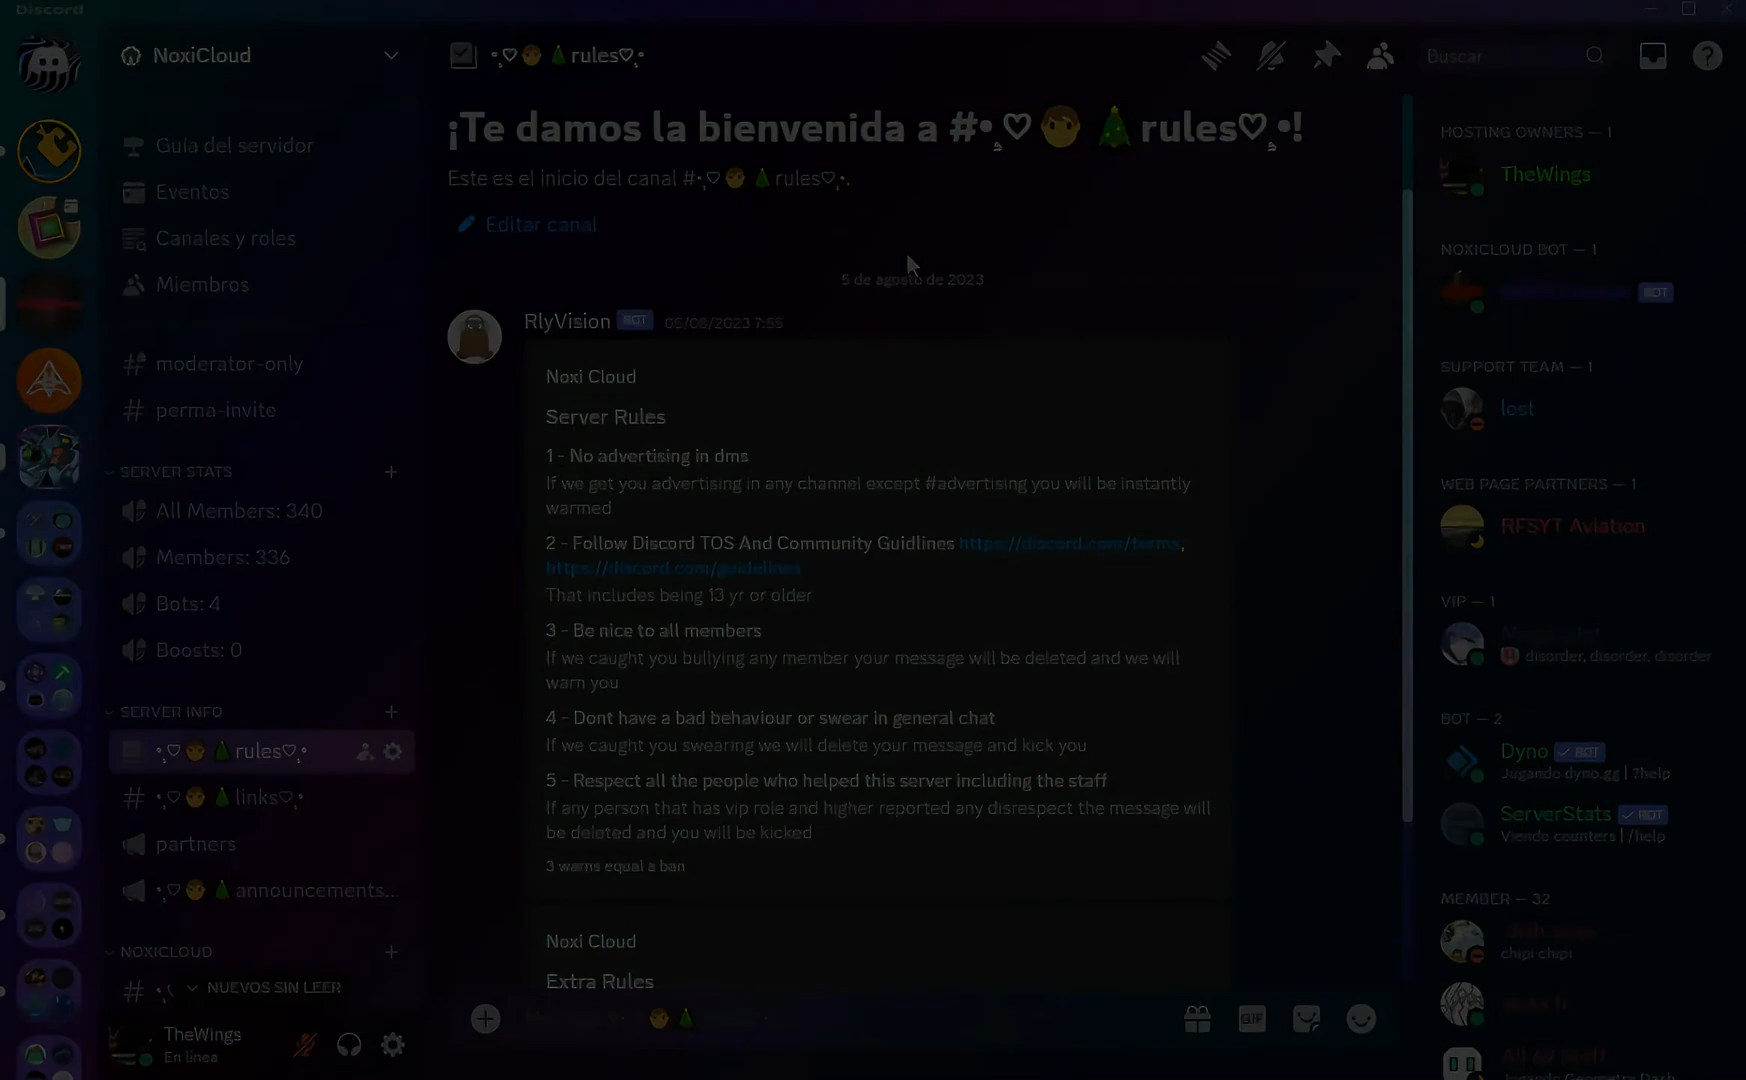 Discord
NoxiCloud
Guía del servidor
Eventos
Canales y roles
Miembros
moderator-only
perma-invite
SERVER STATS
All Members: 340
Members: 336
Bots: 4
Boosts: 0
SERVER INFO
rules
links
partners
announcements...
NOXICLOUD
NUEVOS SIN LEER
TheWings
En línea
rules
Buscar
¡Te damos la bienvenida a #•¸♡🧑🎄rules♡¸•!
Este es el inicio del canal #•¸♡🧑🎄rules♡¸•.
Editar canal
5 de agosto de 2023
RlyVision BOT 05/08/2023 7:55
Noxi Cloud
Server Rules
1 - No advertising in dms
If we get you advertising in any channel except #advertising you will be instantly
warmed
2 - Follow Discord TOS And Community Guidlines https://discord.com/terms,
https://discord.com/guidelines
That includes being 13 yr or older
3 - Be nice to all members
If we caught you bullying any member your message will be deleted and we will
warn you
4 - Dont have a bad behaviour or swear in general chat
If we caught you swearing we will delete your message and kick you
5 - Respect all the people who helped this server including the staff
If any person that has vip role and higher reported any disrespect the message will
be deleted and you will be kicked
3 warns equal a ban
Noxi Cloud
Extra Rules
GIF
HOSTING OWNERS — 1
TheWings
NOXICLOUD BOT — 1
BOT
SUPPORT TEAM — 1
lost
WEB PAGE PARTNERS — 1
RFSYT Aviation
VIP — 1
disorder, disorder, disorder
BOT — 2
Dyno BOT
Jugando dyno.gg | ?help
ServerStats BOT
Viendo counters | /help
MEMBER — 32
chipi chipi